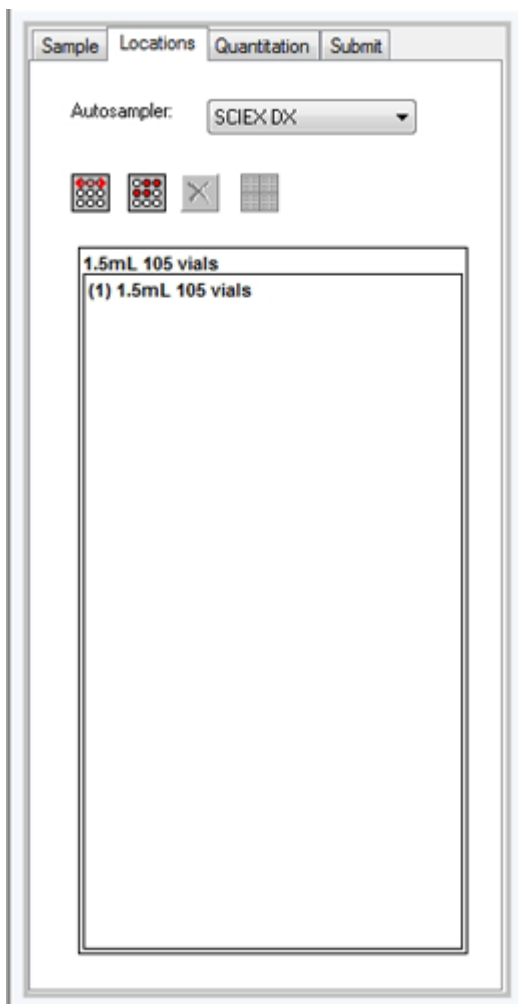 Sample Locations Quantitation Submit
Autosampler: SCIEX DX
1.5mL 105 vials
(1) 1.5mL 105 vials